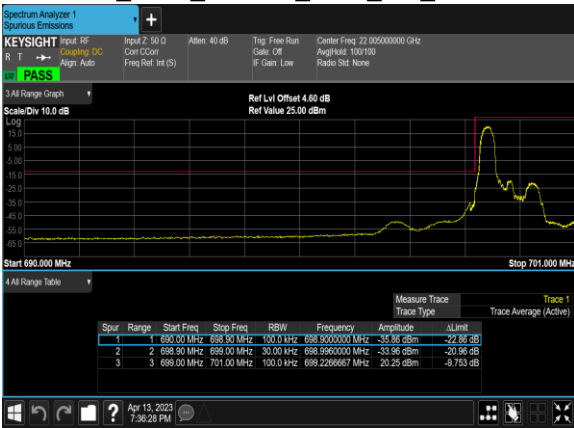 Spectrum Analyzer 1
Spurious Emissions
+
KEYSIGHT Input: RF Input Z: 50 Ω Atten: 40 dB Trig: Free Run Center Freq: 22.005000000 GHz
R T Coupling: DC Corr CCorr Gate: Off Avg|Hold: 100/100
Align: Auto Freq Ref: Int (S) IF Gain: Low Radio Std: None
LW PASS
3 All Range Graph
Ref Lvl Offset 4.60 dB
Scale/Div 10.0 dB Ref Value 25.00 dBm
Log
15.0
5.00
-5.00
-15.0
-25.0
-35.0
-45.0
-55.0
-65.0
Start 690.000 MHz Stop 701.000 MHz
4 All Range Table
Measure Trace Trace 1
Trace Type Trace Average (Active)
Spur Range Start Freq Stop Freq RBW Frequency Amplitude ΔLimit
1 1 690.00 MHz 698.90 MHz 100.0 kHz 698.9000000 MHz -35.86 dBm -22.86 dB
2 2 698.90 MHz 699.00 MHz 30.00 kHz 698.9960000 MHz -33.96 dBm -20.96 dB
3 3 699.00 MHz 701.00 MHz 100.0 kHz 699.2266667 MHz 20.25 dBm -9.753 dB
? Apr 13, 2023
7:36:28 PM